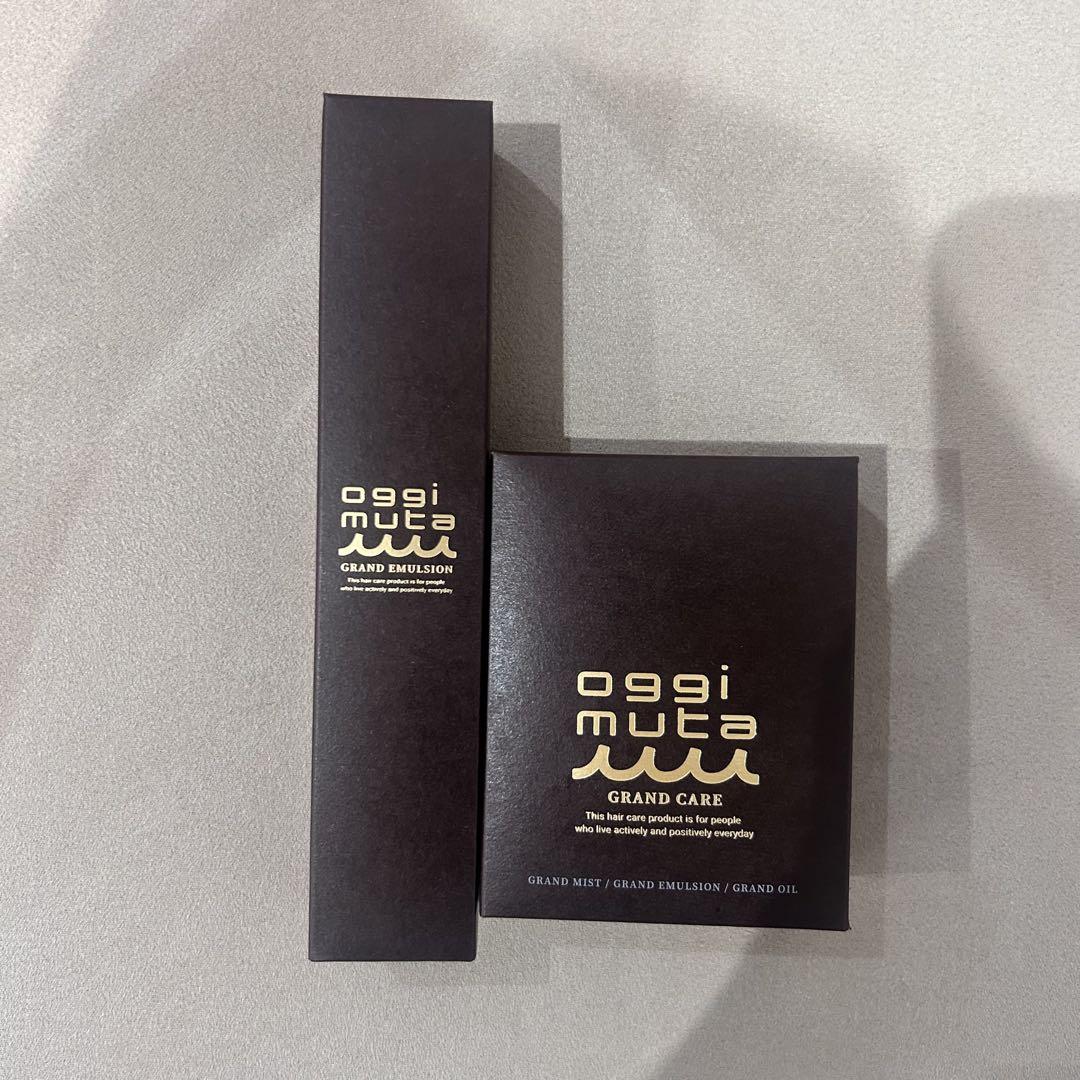 oggi
muta
GRAND EMULSION
This hair care product is for people
who live actively and positively everyday
oggi
muta
GRAND CARE
This hair care product is for people
who live actively and positively everyday
GRAND MIST / GRAND EMULSION / GRAND OIL